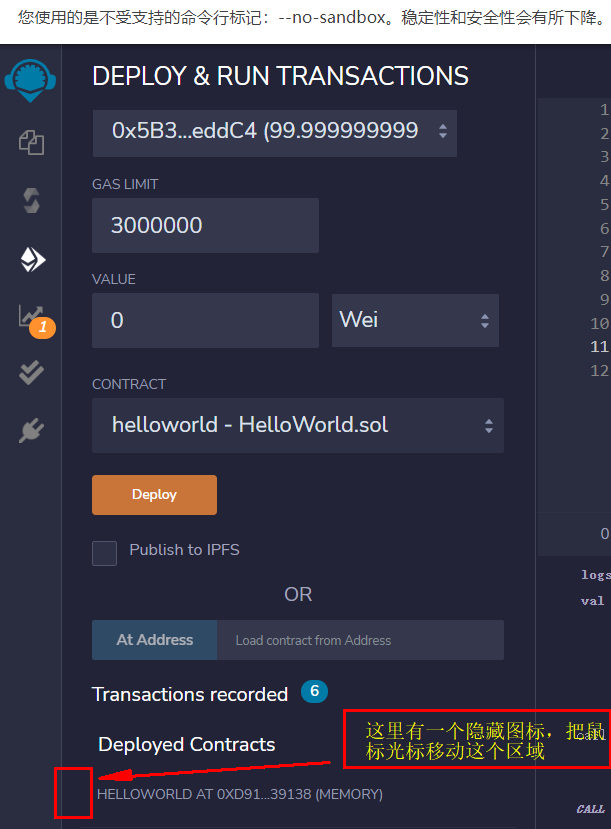 您使用的是不受支持的命令行标记：--no-sandbox。稳定性和安全性会有所下降。
DEPLOY & RUN TRANSACTIONS
0x5B3...eddC4 (99.999999999
GAS LIMIT
3000000
VALUE
0
Wei
CONTRACT
helloworld - HelloWorld.sol
Deploy
Publish to IPFS
OR
At Address
Load contract from Address
Transactions recorded 6
Deployed Contracts
HELLOWORLD AT 0XD91...39138 (MEMORY)
1
这里有一个隐藏图标，把鼠
标光标移动这个区域
1
2
3
4
5
6
7
8
9
10
11
12
0
logs
val
call
CALL